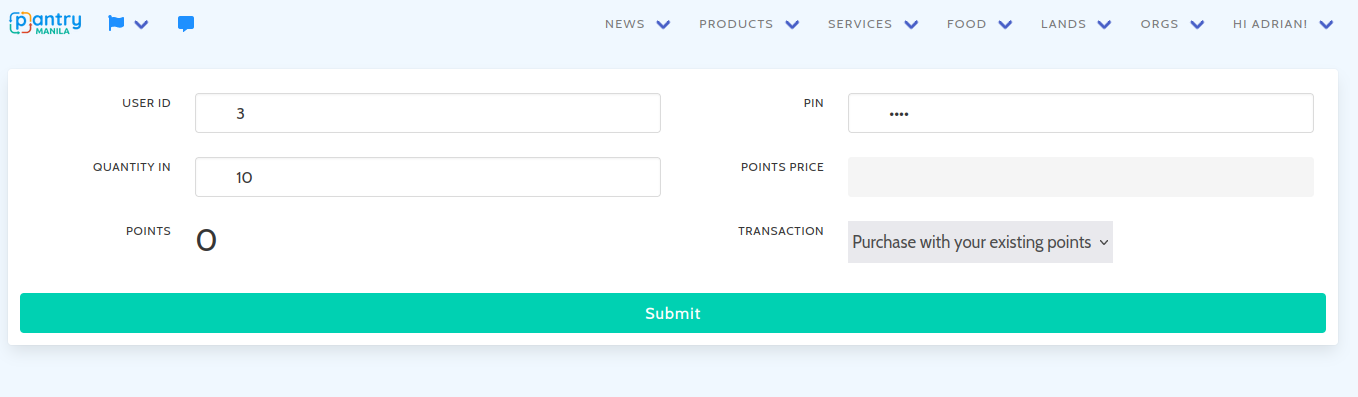 pantry
MANILA
NEWS PRODUCTS SERVICES FOOD LANDS ORGS HI ADRIAN!
USER ID 3 PIN ••••
QUANTITY IN 10 POINTS PRICE
POINTS 0 TRANSACTION Purchase with your existing points
Submit